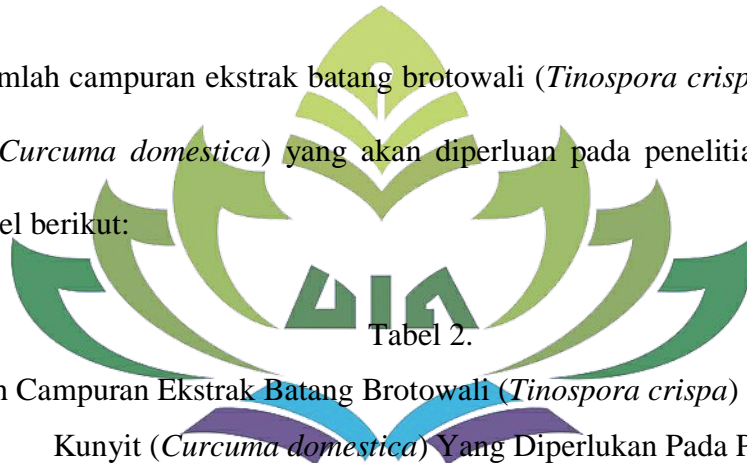 mlah campuran ekstrak batang brotowali (Tinospora crisp
Curcuma domestica) yang akan diperluan pada penelitia
el berikut:
UIN
Tabel 2.
n Campuran Ekstrak Batang Brotowali (Tinospora crispa)
Kunyit (Curcuma domestica) Yang Diperlukan Pada P